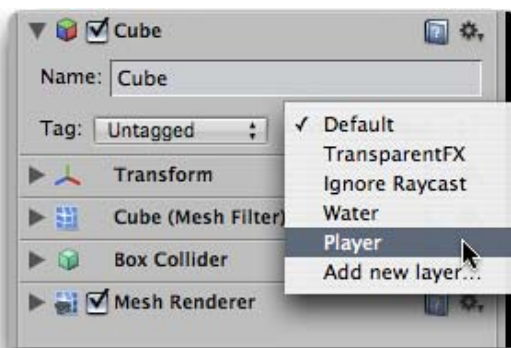 Cube
Name: Cube
Tag: Untagged
✓ Default
TransparentFX
Ignore Raycast
Water
Player
Add new layer...
Transform
Cube (Mesh Filter)
Box Collider
Mesh Renderer